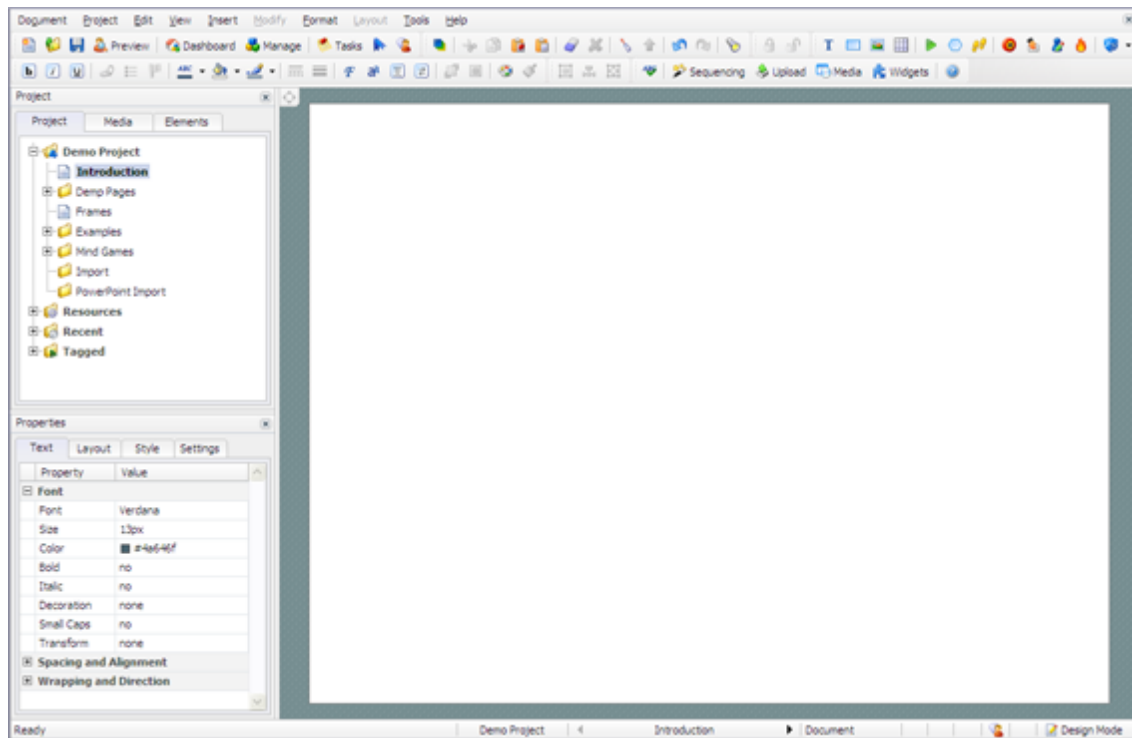 Document Project Edit View Insert Modify Format Layout Tools Help
Preview Dashboard Manage Tasks
Sequencing Upload Media Widgets
Project
Project Media Elements
Demo Project
Introduction
Demp Pages
Frames
Examples
Mind Games
Import
PowerPoint Import
Resources
Recent
Tagged
Properties
Text Layout Style Settings
Property Value
Font
Font Verdana
Size 13px
Color #4a646f
Bold no
Italic no
Decoration none
Small Caps no
Transform none
Spacing and Alignment
Wrapping and Direction
Ready Demo Project Introduction Document Design Mode